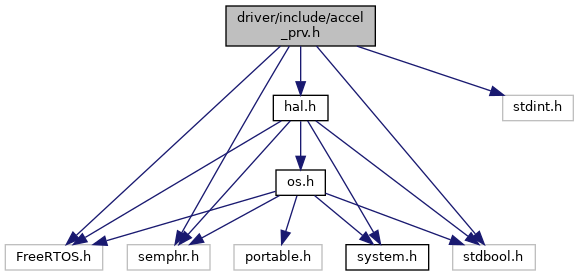 driver/include/accel
_prv.h
hal.h
stdint.h
os.h
FreeRTOS.h
semphr.h
portable.h
system.h
stdbool.h